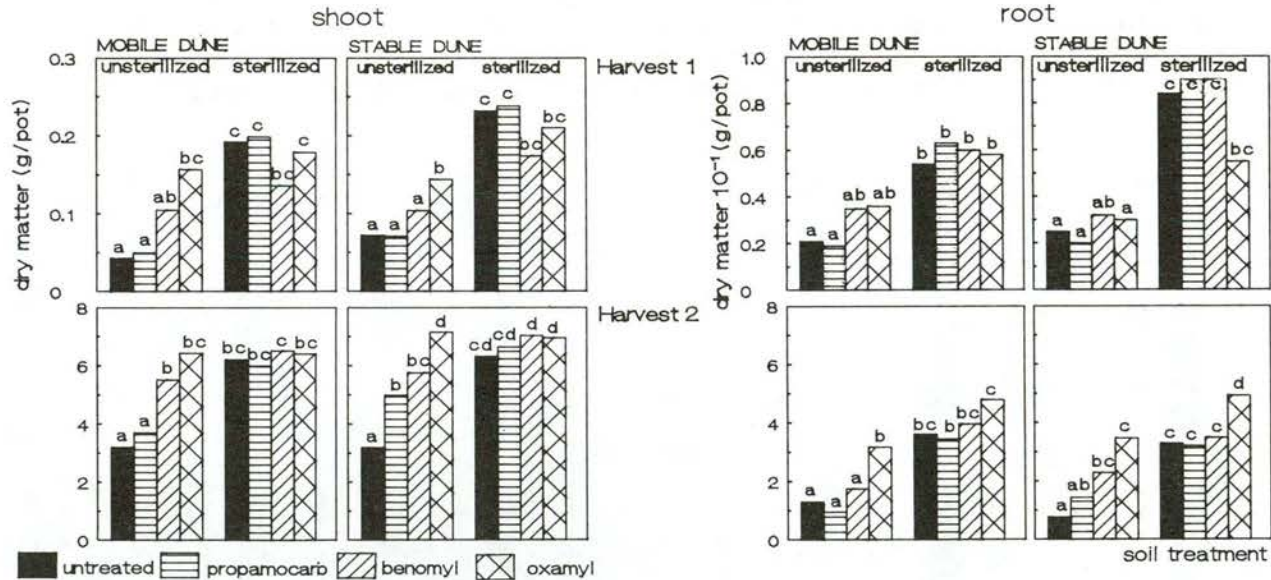 shoot
root
MOBILE DUNE STABLE DUNE
unsterilized sterilized unsterilized sterilized Harvest 1
0.3
0.2
0.1
0
dry matter (g/pot)
a a ab bc c c bc c
a a ab b c c bc bc
Harvest 2
8
6
4
2
0
a a b bc bc bc c bc
a b bc d cd cd d d
MOBILE DUNE STABLE DUNE
unsterilized sterilized unsterilized sterilized
1.0
0.8
0.6
0.4
0.2
0.0
dry matter 10⁻¹ (g/pot)
a a ab ab b b b b
a a ab a c c c bc
8
6
4
2
0
a a a b bc b bc c
a ab bc c c c c d
soil treatment
untreated propamocarb benomyl oxamyl